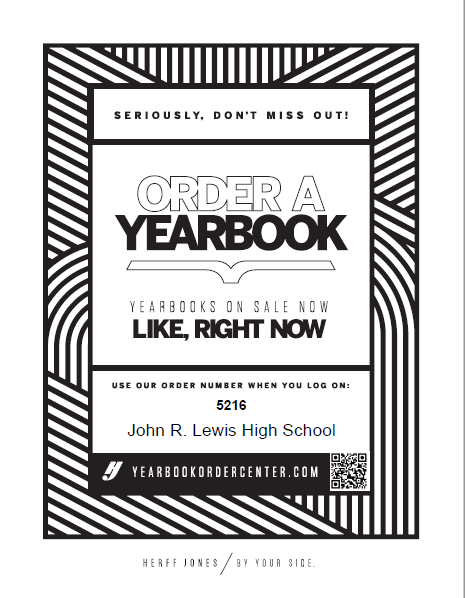 SERIOUSLY, DON'T MISS OUT!
ORDER A
YEARBOOK
YEARBOOKS ON SALE NOW
LIKE, RIGHT NOW
USE OUR ORDER NUMBER WHEN YOU LOG ON:
5216
John R. Lewis High School
YEARBOOKORDERCENTER.COM
HERFF JONES / BY YOUR SIDE.